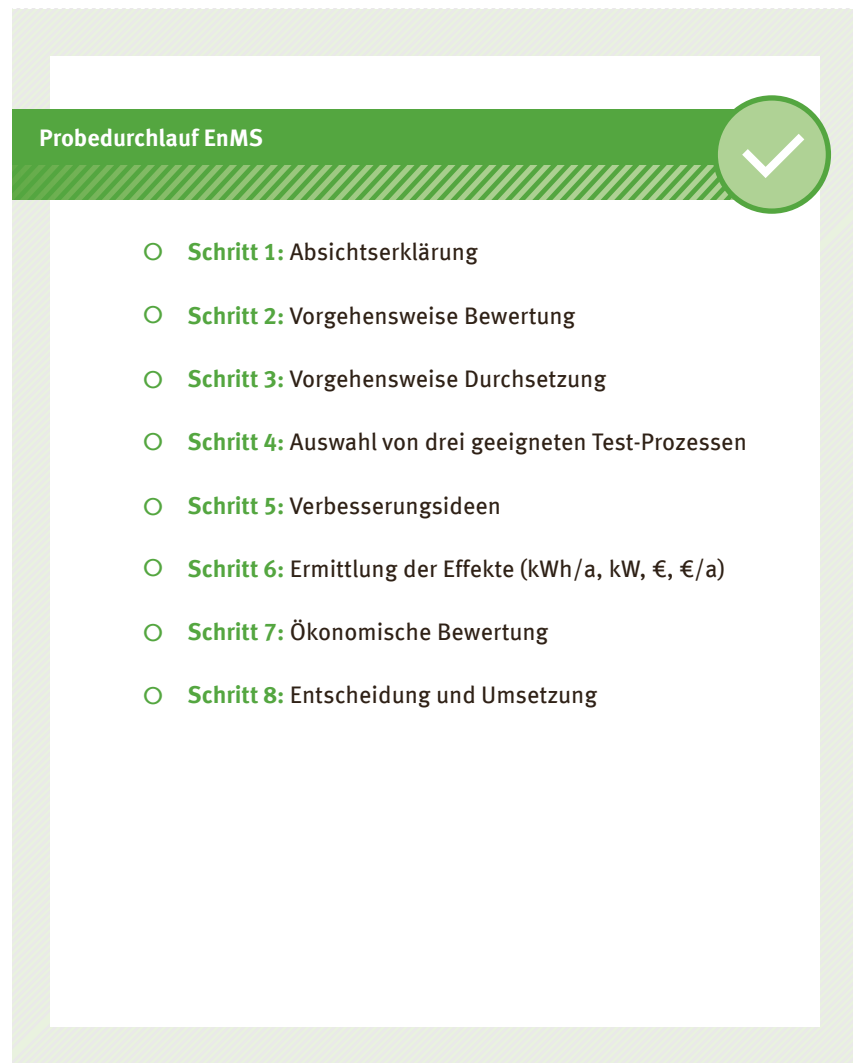 Probedurchlauf EnMS
Schritt 1: Absichtserklärung
Schritt 2: Vorgehensweise Bewertung
Schritt 3: Vorgehensweise Durchsetzung
Schritt 4: Auswahl von drei geeigneten Test-Prozessen
Schritt 5: Verbesserungsideen
Schritt 6: Ermittlung der Effekte (kWh/a, kW, €, €/a)
Schritt 7: Ökonomische Bewertung
Schritt 8: Entscheidung und Umsetzung